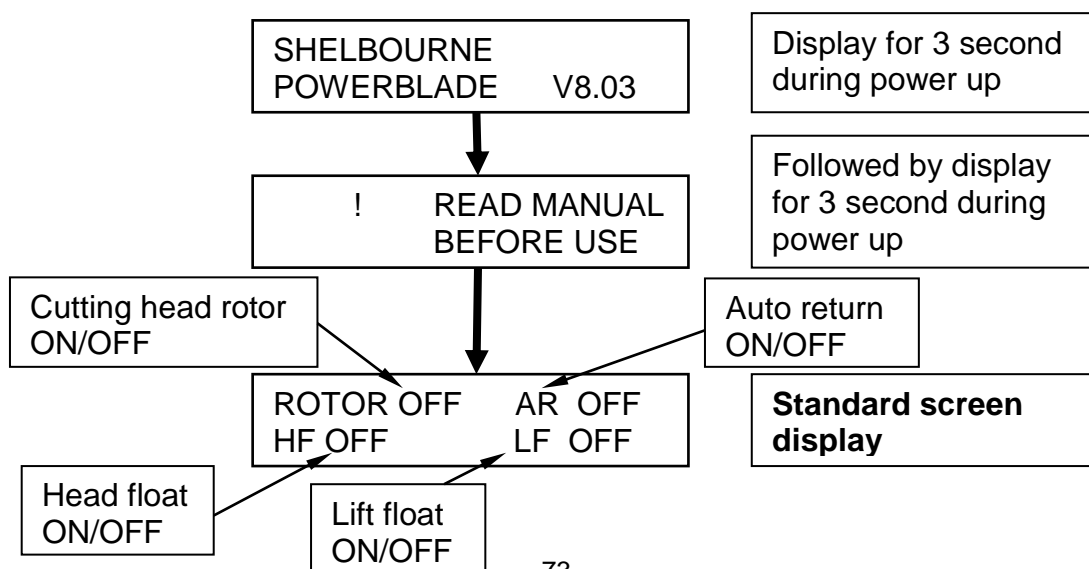 SHELBOURNE
POWERBLADE V8.03
Display for 3 second
during power up
! READ MANUAL
BEFORE USE
Followed by display
for 3 second during
power up
Cutting head rotor
ON/OFF
Auto return
ON/OFF
ROTOR OFF AR OFF
HF OFF LF OFF
Standard screen
display
Head float
ON/OFF
Lift float
ON/OFF